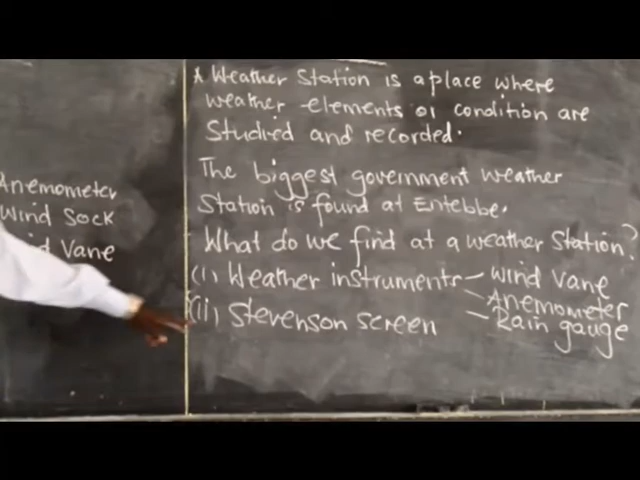 Anemometer
Wind Sock
Vane
A Weather Station is a place where
weather elements or condition are
Studied and recorded.
The biggest government weather
Station is found at Entebbe.
What do we find at a weather Station?
(i) Weather instruments - Wind Vane
- Anemometer
(ii) Stevenson screen - Rain gauge